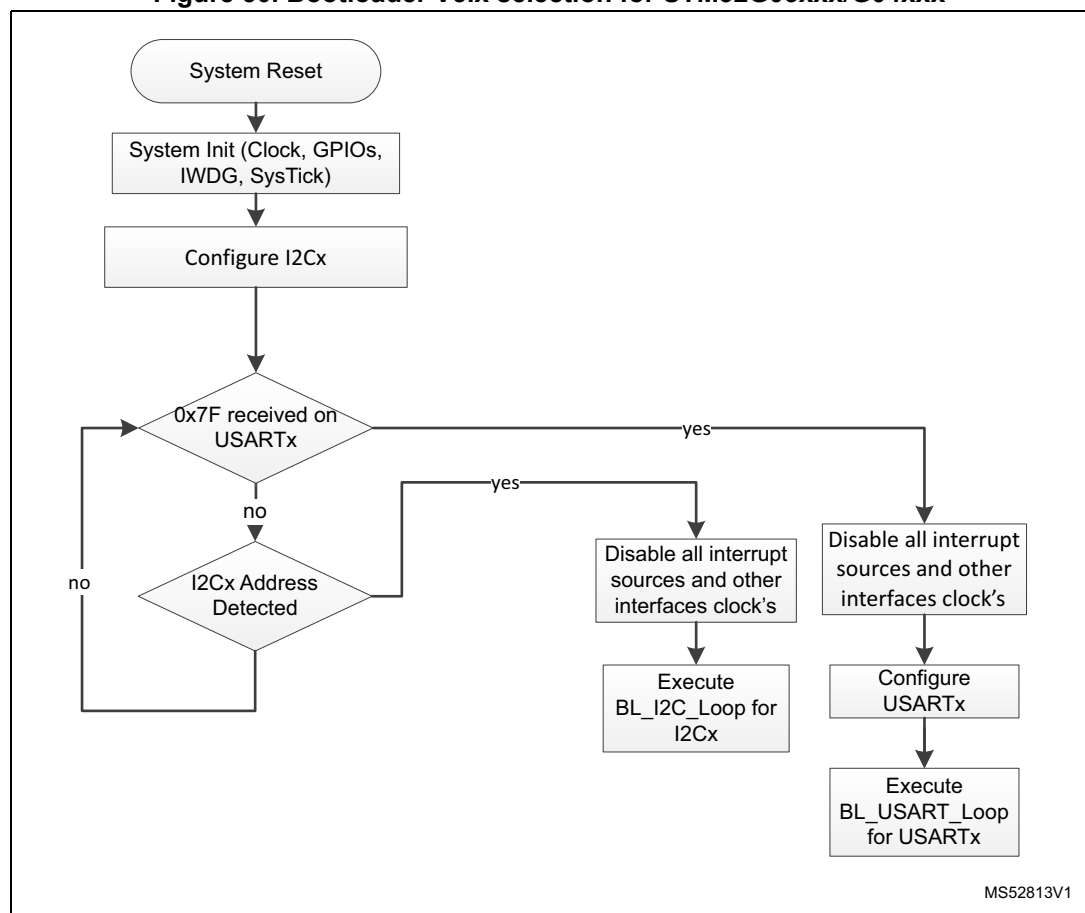 System Reset
System Init (Clock, GPIOs,
IWDG, SysTick)
Configure I2Cx
0x7F received on
USARTx
yes
no
yes
no
I2Cx Address
Detected
Disable all interrupt
sources and other
interfaces clock's
Disable all interrupt
sources and other
interfaces clock's
Execute
BL_I2C_Loop for
I2Cx
Configure
USARTx
Execute
BL_USART_Loop
for USARTx
MS52813V1